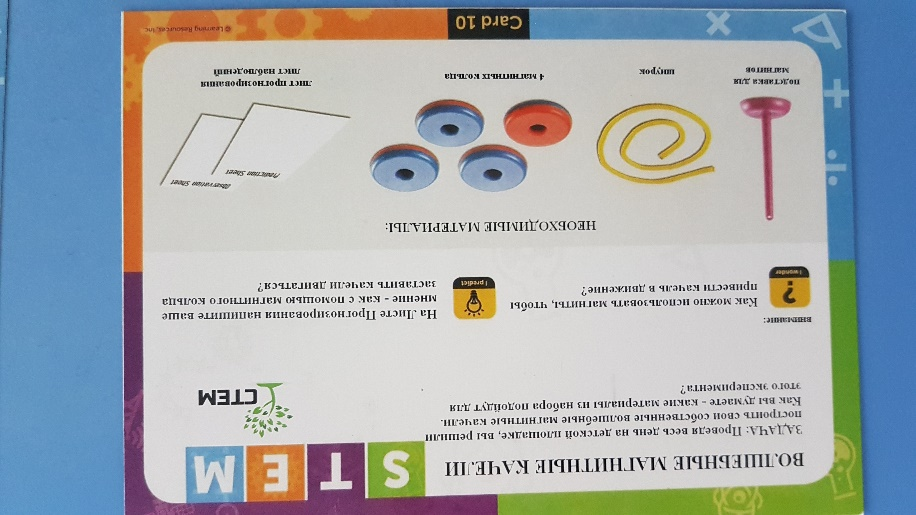 ВОЛШЕБНЫЕ МАГНИТНЫЕ КАЧЕЛИ
STEM
ЗАДАЧА: Проведя весь день на детской площадке, вы решили
построить свои собственные волшебные магнитные качели.
Как вы думаете - какие материалы из набора подойдут для
этого эксперимента?
СТЕМ
внимание:
?
I wonder
Как можно использовать магниты, чтобы
привести качель в движение?
I predict
На Листе Прогнозирования напишите ваше
мнение - как с помощью магнитного кольца
заставить качели двигаться?
НЕОБХОДИМЫЕ МАТЕРИАЛЫ:
Prediction Sheet
Observation Sheet
подставка для
магнитов
шнурок
4 магнитных кольца
лист прогнозирования
лист наблюдений
Card 10
© Learning Resources, Inc.